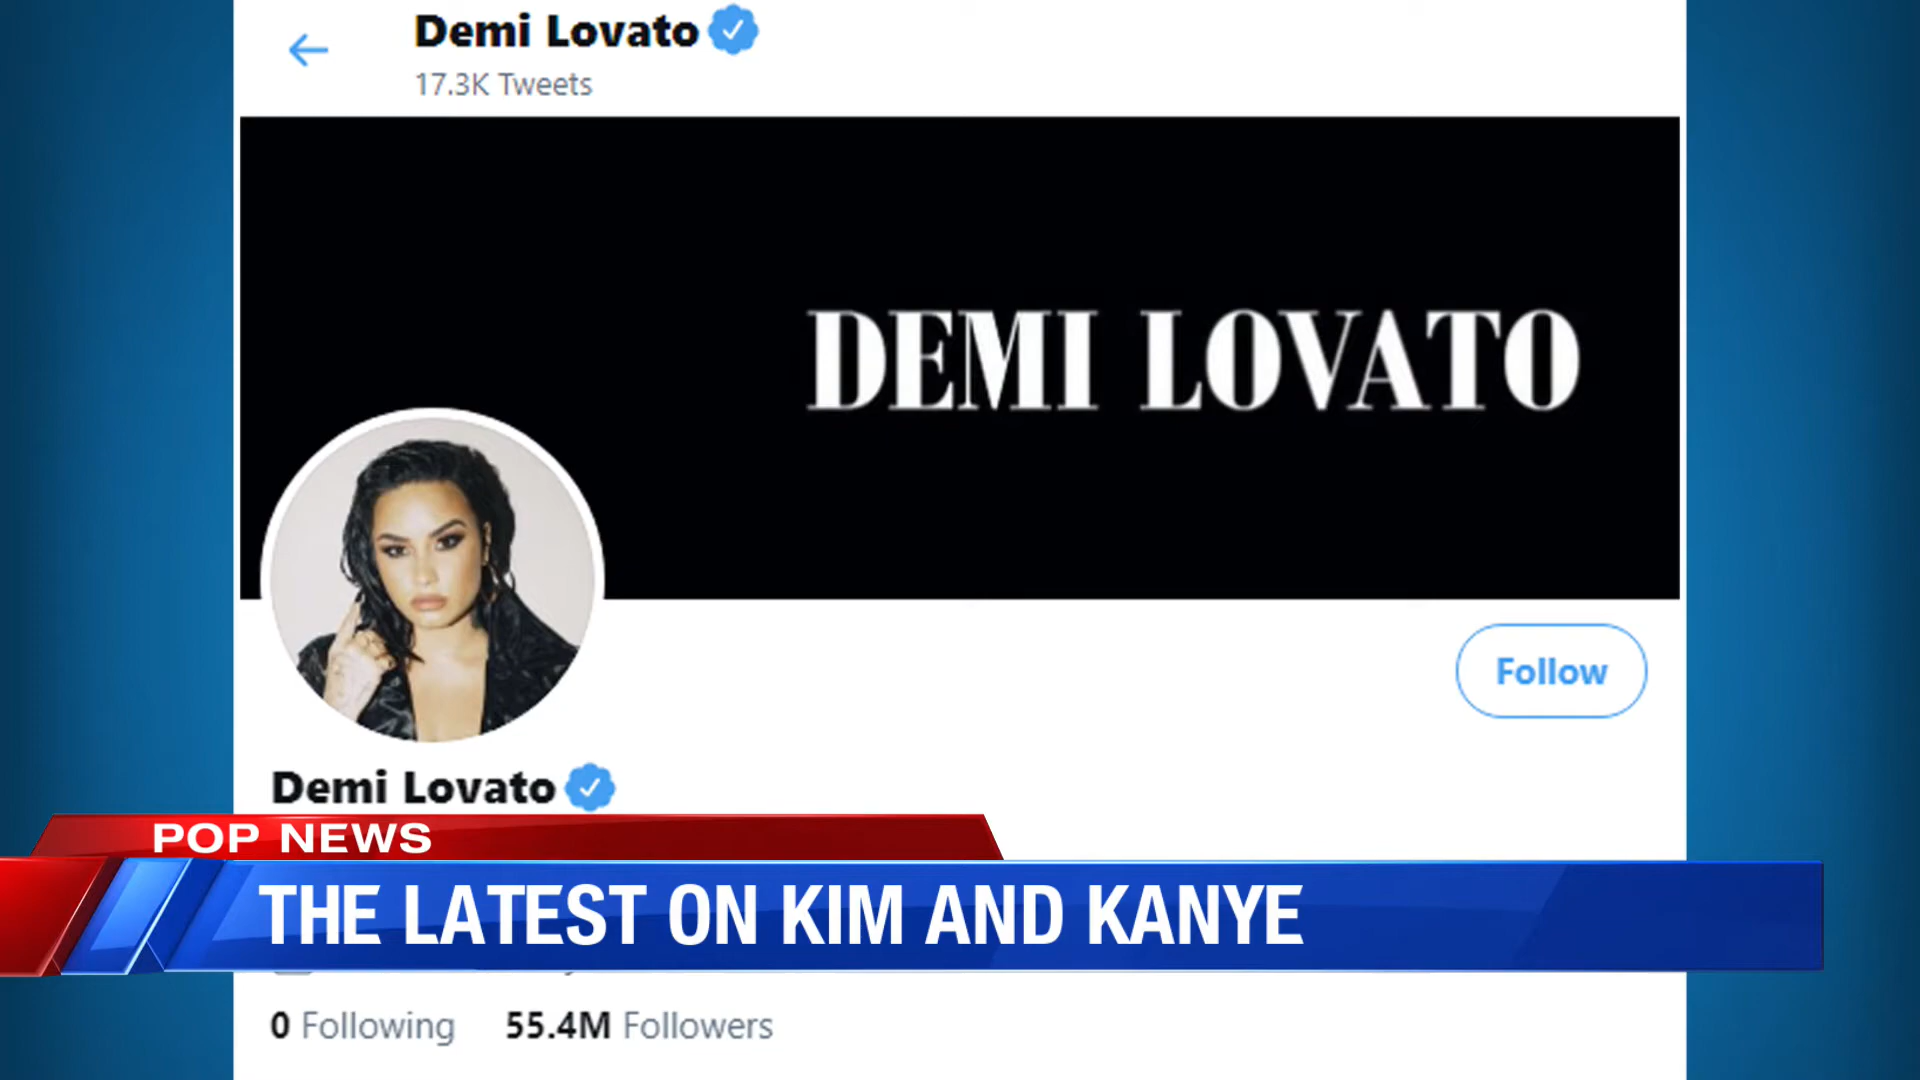 Demi Lovato
17.3K Tweets
DEMI LOVATO
Follow
Demi Lovato
POP NEWS
THE LATEST ON KIM AND KANYE
0 Following 55.4M Followers